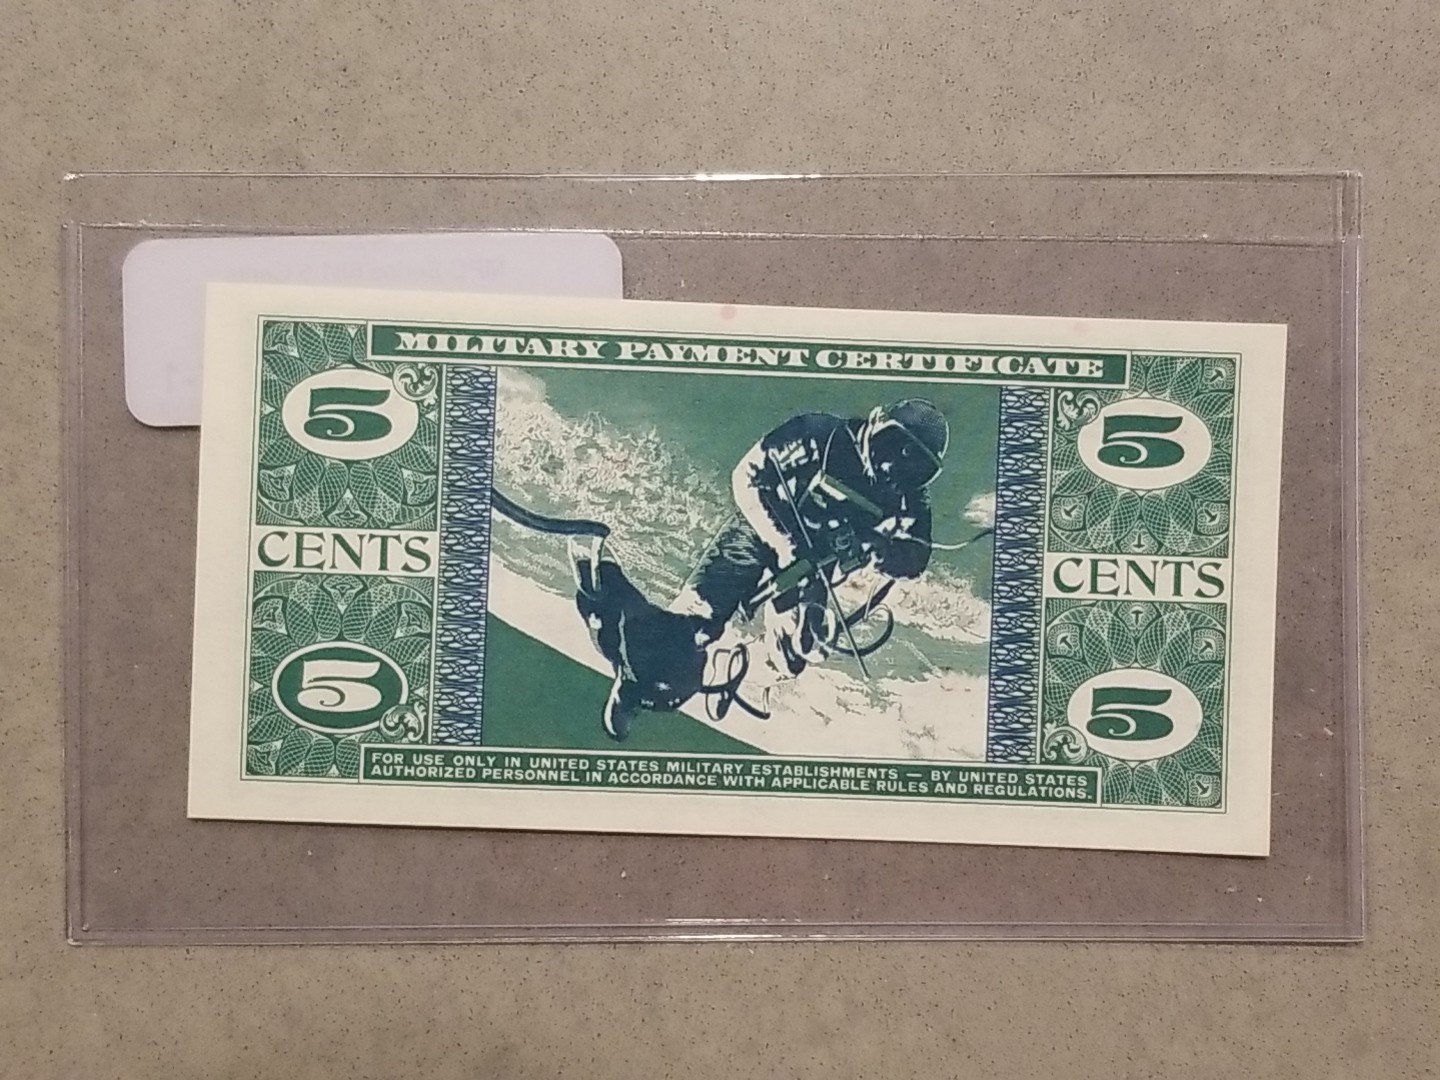 MILITARY PAYMENT CERTIFICATE
5
5
CENTS
CENTS
5
5
FOR USE ONLY IN UNITED STATES MILITARY ESTABLISHMENTS — BY UNITED STATES
AUTHORIZED PERSONNEL IN ACCORDANCE WITH APPLICABLE RULES AND REGULATIONS.